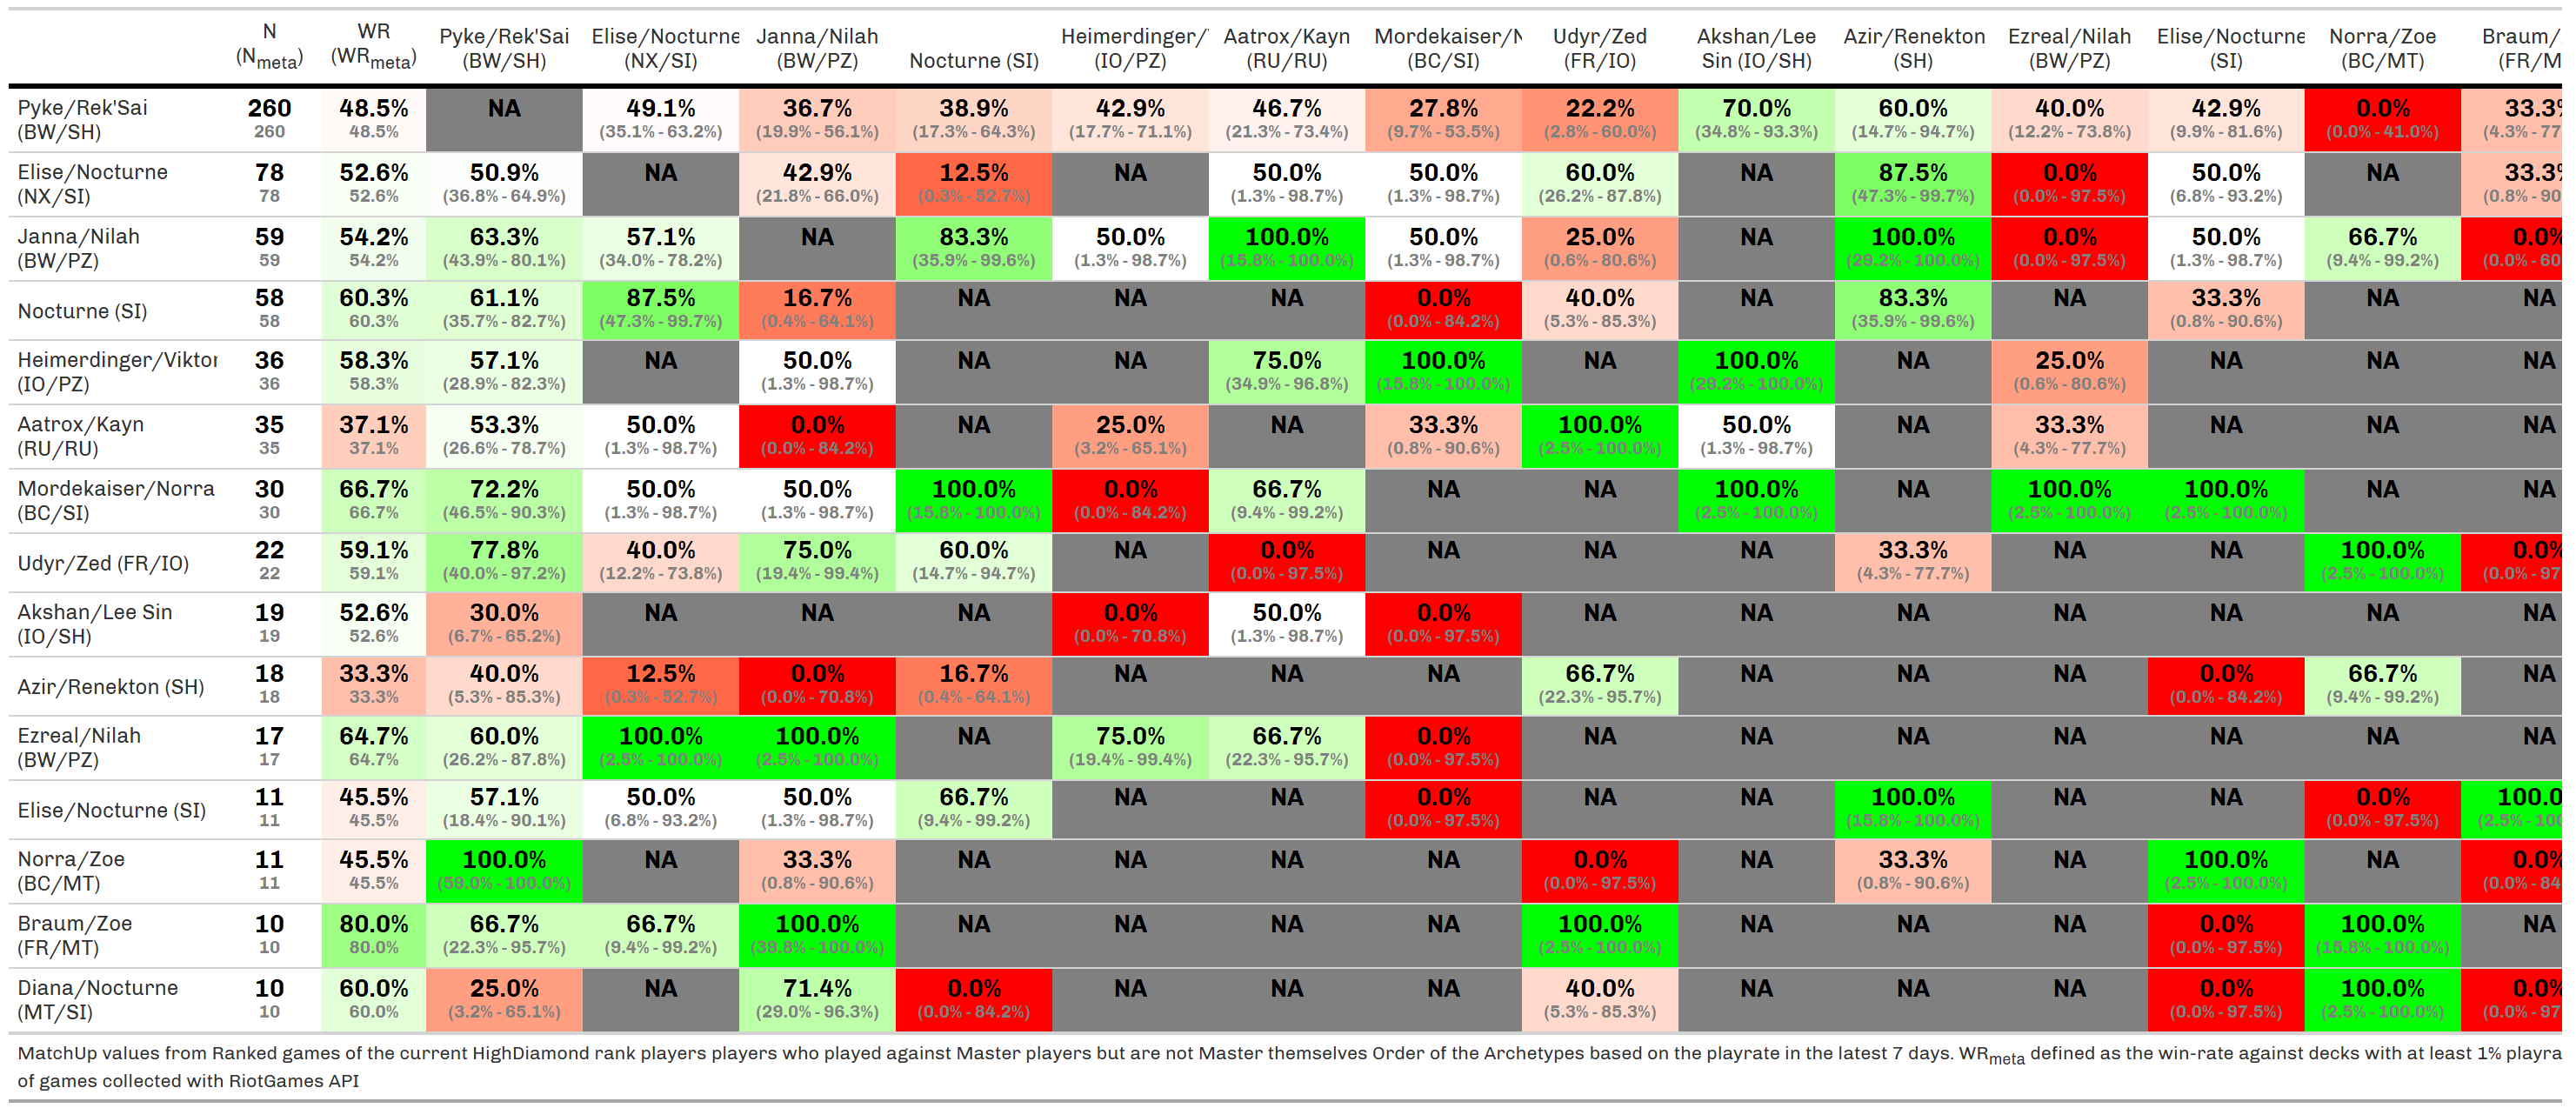 N WR Pyke/Rek'Sai Elise/Nocturne Janna/Nilah Heimerdinger/ Aatrox/Kayn Mordekaiser/N Udyr/Zed Akshan/Lee Azir/Renekton Ezreal/Nilah Elise/Nocturne Norra/Zoe Braum/
(Nmeta) (WRmeta) (BW/SH) (NX/SI) (BW/PZ) Nocturne (SI) (IO/PZ) (RU/RU) (BC/SI) (FR/IO) Sin (IO/SH) (SH) (BW/PZ) (SI) (BC/MT) (FR/M
Pyke/Rek'Sai 260 48.5% NA 49.1% 36.7% 38.9% 42.9% 46.7% 27.8% 22.2% 70.0% 60.0% 40.0% 42.9% 0.0% 33.3%
(BW/SH) 260 48.5% (35.1% - 63.2%) (19.9% - 56.1%) (17.3% - 64.3%) (17.7% - 71.1%) (21.3% - 73.4%) (9.7% - 53.5%) (2.8% - 60.0%) (34.8% - 93.3%) (14.7% - 94.7%) (12.2% - 73.8%) (9.9% - 81.6%) (0.0% - 41.0%) (4.3% - 77
Elise/Nocturne 78 52.6% 50.9% NA 42.9% 12.5% NA 50.0% 50.0% 60.0% NA 87.5% 0.0% 50.0% NA 33.3%
(NX/SI) 78 52.6% (36.8% - 64.9%) (21.8% - 66.0%) (0.3% - 52.7%) (1.3% - 98.7%) (1.3% - 98.7%) (26.2% - 87.8%) (47.3% - 99.7%) (0.0% - 97.5%) (6.8% - 93.2%) (0.8% - 90
Janna/Nilah 59 54.2% 63.3% 57.1% NA 83.3% 50.0% 100.0% 50.0% 25.0% NA 100.0% 0.0% 50.0% 66.7% 0.0%
(BW/PZ) 59 54.2% (43.9% - 80.1%) (34.0% - 78.2%) (35.9% - 99.6%) (1.3% - 98.7%) (15.8% - 100.0%) (1.3% - 98.7%) (0.6% - 80.6%) (29.2% - 100.0%) (0.0% - 97.5%) (1.3% - 98.7%) (9.4% - 99.2%) (0.0% - 60
Nocturne (SI) 58 60.3% 61.1% 87.5% 16.7% NA NA NA 0.0% 40.0% NA 83.3% NA 33.3% NA NA
58 60.3% (35.7% - 82.7%) (47.3% - 99.7%) (0.4% - 64.1%) (0.0% - 84.2%) (5.3% - 85.3%) (35.9% - 99.6%) (0.8% - 90.6%)
Heimerdinger/Viktor 36 58.3% 57.1% NA 50.0% NA NA 75.0% 100.0% NA 100.0% NA 25.0% NA NA NA
(IO/PZ) 36 58.3% (28.9% - 82.3%) (1.3% - 98.7%) (34.9% - 96.8%) (15.8% - 100.0%) (29.2% - 100.0%) (0.6% - 80.6%)
Aatrox/Kayn 35 37.1% 53.3% 50.0% 0.0% NA 25.0% NA 33.3% 100.0% 50.0% NA 33.3% NA NA NA
(RU/RU) 35 37.1% (26.6% - 78.7%) (1.3% - 98.7%) (0.0% - 84.2%) (3.2% - 65.1%) (0.8% - 90.6%) (2.5% - 100.0%) (1.3% - 98.7%) (4.3% - 77.7%)
Mordekaiser/Norra 30 66.7% 72.2% 50.0% 50.0% 100.0% 0.0% 66.7% NA NA 100.0% NA 100.0% 100.0% NA NA
(BC/SI) 30 66.7% (46.5% - 90.3%) (1.3% - 98.7%) (1.3% - 98.7%) (15.8% - 100.0%) (0.0% - 84.2%) (9.4% - 99.2%) (2.5% - 100.0%) (2.5% - 100.0%) (2.5% - 100.0%)
Udyr/Zed (FR/IO) 22 59.1% 77.8% 40.0% 75.0% 60.0% NA 0.0% NA NA NA 33.3% NA NA 100.0% 0.0%
22 59.1% (40.0% - 97.2%) (12.2% - 73.8%) (19.4% - 99.4%) (14.7% - 94.7%) (0.0% - 97.5%) (4.3% - 77.7%) (2.5% - 100.0%) (0.0% - 97
Akshan/Lee Sin 19 52.6% 30.0% NA NA NA 0.0% 50.0% 0.0% NA NA NA NA NA NA NA
(IO/SH) 19 52.6% (6.7% - 65.2%) (0.0% - 70.8%) (1.3% - 98.7%) (0.0% - 97.5%)
Azir/Renekton (SH) 18 33.3% 40.0% 12.5% 0.0% 16.7% NA NA NA 66.7% NA NA NA 0.0% 66.7% NA
18 33.3% (5.3% - 85.3%) (0.3% - 52.7%) (0.0% - 70.8%) (0.4% - 64.1%) (22.3% - 95.7%) (0.0% - 84.2%) (9.4% - 99.2%)
Ezreal/Nilah 17 64.7% 60.0% 100.0% 100.0% NA 75.0% 66.7% 0.0% NA NA NA NA NA NA NA
(BW/PZ) 17 64.7% (26.2% - 87.8%) (2.5% - 100.0%) (2.5% - 100.0%) (19.4% - 99.4%) (22.3% - 95.7%) (0.0% - 97.5%)
Elise/Nocturne (SI) 11 45.5% 57.1% 50.0% 50.0% 66.7% NA NA 0.0% NA NA 100.0% NA NA 0.0% 100.0
11 45.5% (18.4% - 90.1%) (6.8% - 93.2%) (1.3% - 98.7%) (9.4% - 99.2%) (0.0% - 97.5%) (15.8% - 100.0%) (0.0% - 97.5%) (2.5% - 100
Norra/Zoe 11 45.5% 100.0% NA 33.3% NA NA NA NA 0.0% NA 33.3% NA 100.0% NA 0.0%
(BC/MT) 11 45.5% (59.0% - 100.0%) (0.8% - 90.6%) (0.0% - 97.5%) (0.8% - 90.6%) (2.5% - 100.0%) (0.0% - 84
Braum/Zoe 10 80.0% 66.7% 66.7% 100.0% NA NA NA NA 100.0% NA NA NA 0.0% 100.0% NA
(FR/MT) 10 80.0% (22.3% - 95.7%) (9.4% - 99.2%) (39.8% - 100.0%) (2.5% - 100.0%) (0.0% - 97.5%) (15.8% - 100.0%)
Diana/Nocturne 10 60.0% 25.0% NA 71.4% 0.0% NA NA NA 40.0% NA NA NA 0.0% 100.0% 0.0%
(MT/SI) 10 60.0% (3.2% - 65.1%) (29.0% - 96.3%) (0.0% - 84.2%) (5.3% - 85.3%) (0.0% - 97.5%) (2.5% - 100.0%) (0.0% - 97
MatchUp values from Ranked games of the current HighDiamond rank players players who played against Master players but are not Master themselves Order of the Archetypes based on the playrate in the latest 7 days. WRmeta defined as the win-rate against decks with at least 1% playra
of games collected with RiotGames API